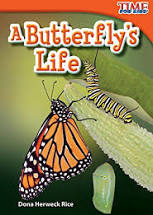 TIME
FOR KIDS
A Butterfly's
Life
Dona Herweck Rice